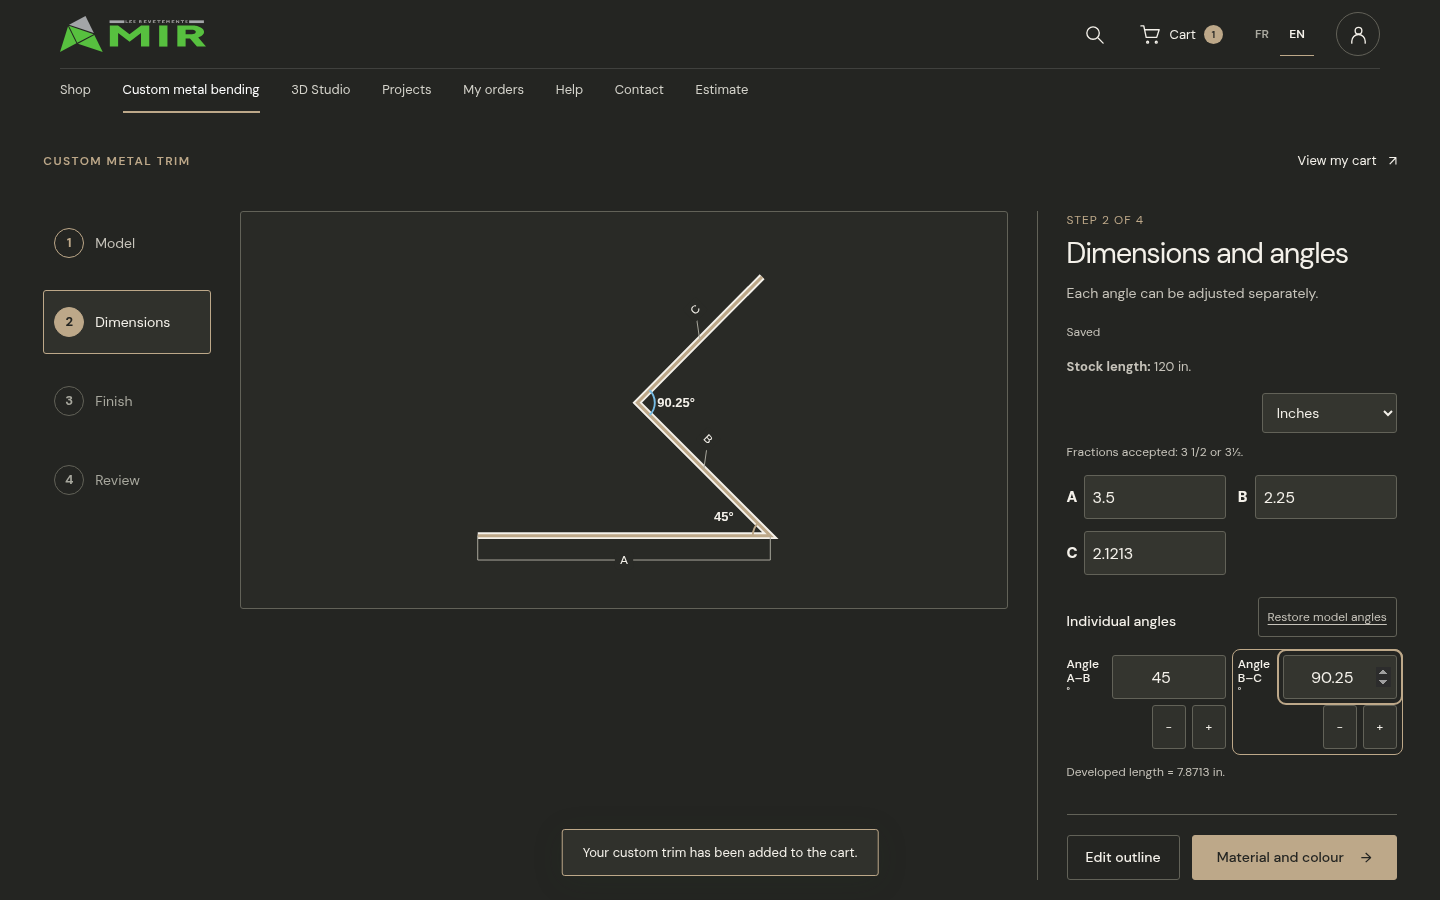 LES REVÊTEMENTS
MIR
Cart 1
FR EN
Shop Custom metal bending 3D Studio Projects My orders Help Contact Estimate
CUSTOM METAL TRIM
View my cart
1 Model
2 Dimensions
3 Finish
4 Review
C
90.25°
B
45°
A
STEP 2 OF 4
Dimensions and angles
Each angle can be adjusted separately.
Saved
Stock length: 120 in.
Inches
Fractions accepted: 3 1/2 or 3½.
A 3.5 B 2.25
C 2.1213
Individual angles Restore model angles
Angle A–B ° 45
- +
Angle B–C ° 90.25
- +
Developed length = 7.8713 in.
Edit outline Material and colour →
Your custom trim has been added to the cart.